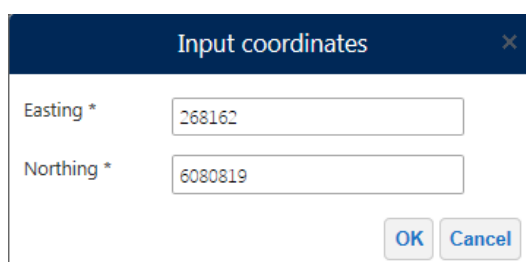 Input coordinates ×
Easting * 268162
Northing * 6080819
OK Cancel